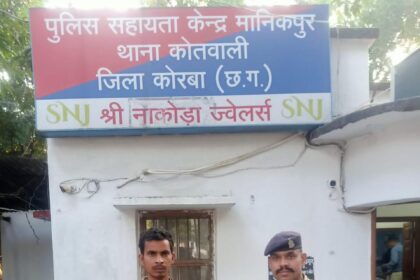 पुलिस सहायता केन्द्र मानिकपुर
थाना कोतवाली
जिला कोरबा (छ.ग.)
SNJ श्री नाकोड़ा ज्वेलर्स SNJ